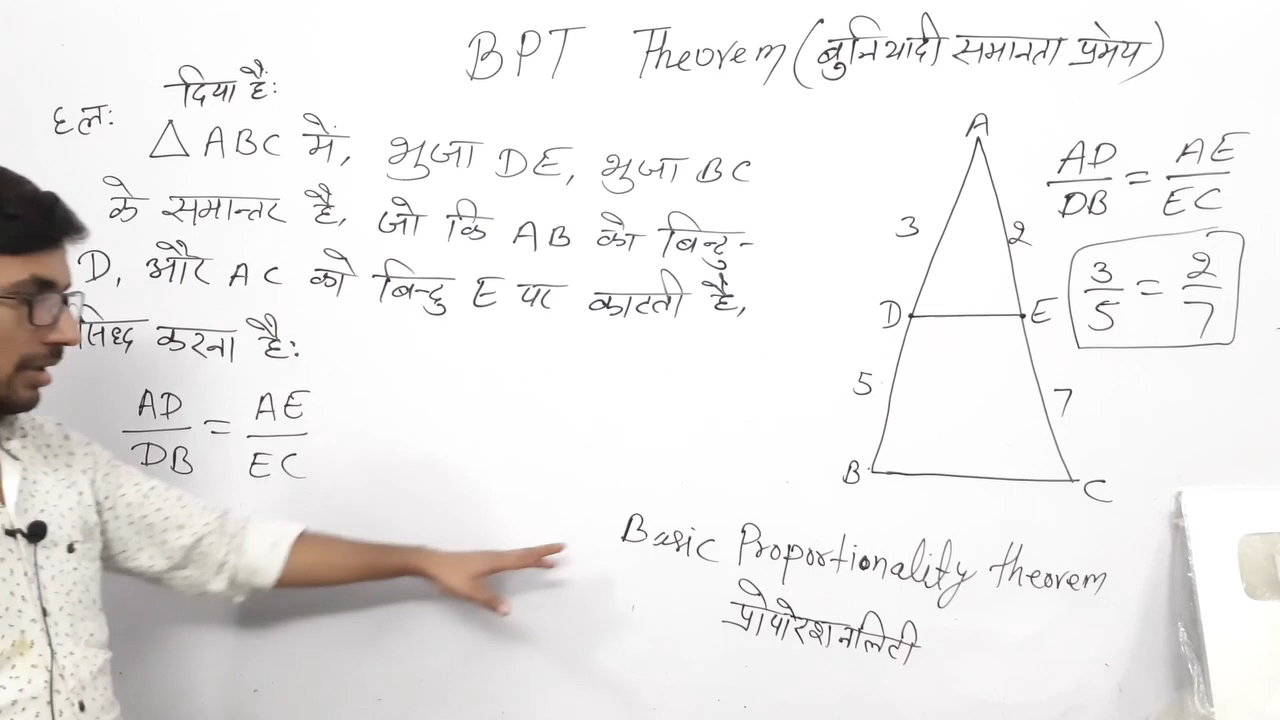 BPT Theorem (बुनियादी समानता प्रमेय)
दिया है:
हल:
△ABC में, भुजा DE, भुजा BC
के समान्तर है, जो कि AB को बिन्दु-
D, और AC को बिन्दु E पर काटती है,
सिध्द करना है:
AD/DB = AE/EC
A
3 2
D E
5 7
B C
AD/DB = AE/EC
3/5 = 2/7
Basic Proportionality theorem
प्रोपोरेशनलिटी